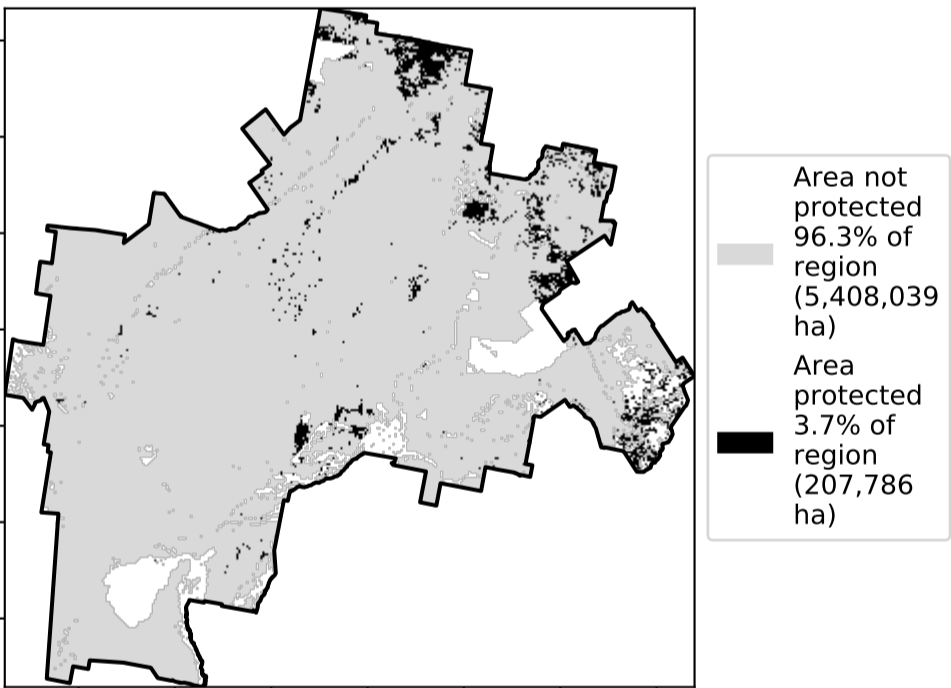 Area not
protected
96.3% of
region
(5,408,039
ha)
Area
protected
3.7% of
region
(207,786
ha)